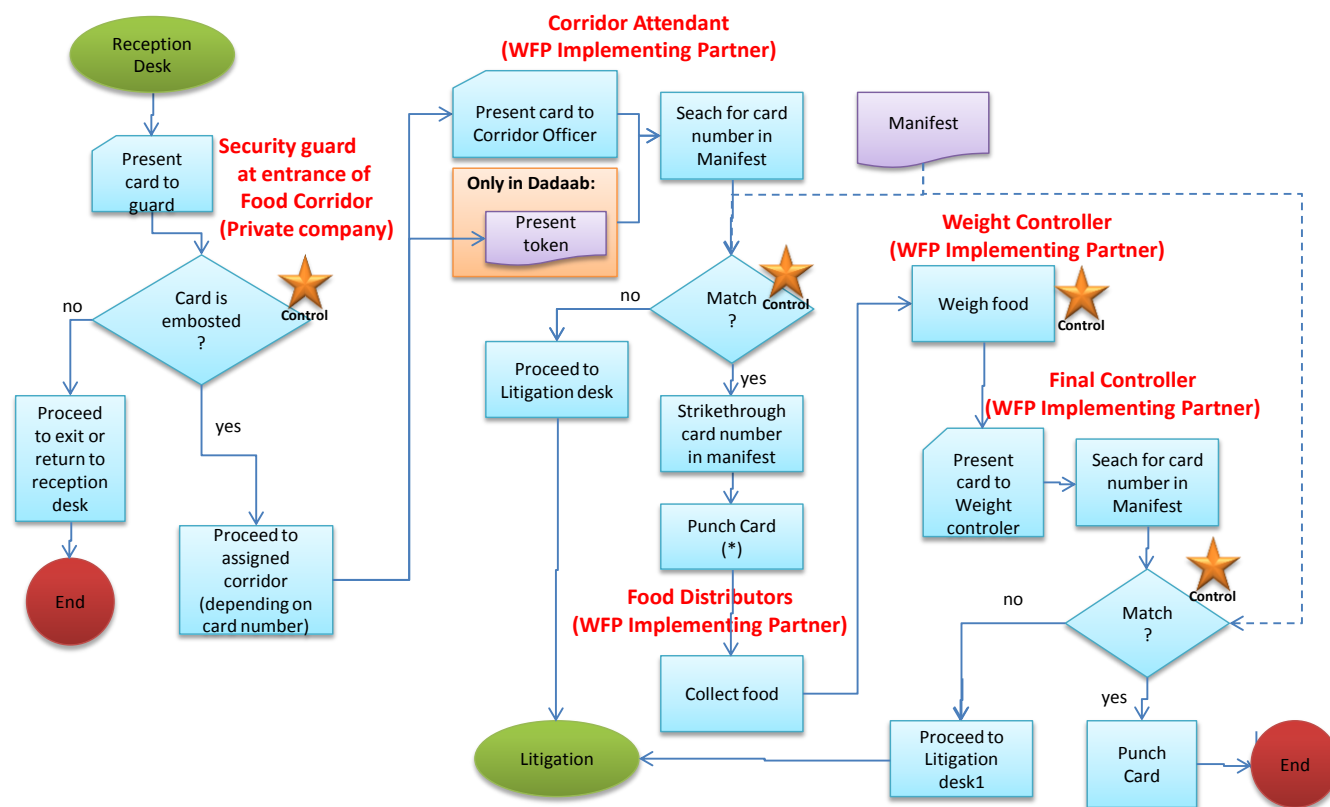 Reception
Desk
Present
card to
guard
Security guard
at entrance of
Food Corridor
(Private company)
Card is
embosted
?
Control
no
yes
Proceed
to exit or
return to
reception
desk
End
Proceed to
assigned
corridor
(depending on
card number)
Corridor Attendant
(WFP Implementing Partner)
Present card to
Corridor Officer
Only in Dadaab:
Present
token
Seach for card
number in
Manifest
Manifest
Match
?
Control
no
yes
Proceed to
Litigation desk
Strikethrough
card number
in manifest
Punch Card
(*)
Food Distributors
(WFP Implementing Partner)
Collect food
Litigation
Weight Controller
(WFP Implementing Partner)
Weigh food
Control
Final Controller
(WFP Implementing Partner)
Present
card to
Weight
controler
Seach for card
number in
Manifest
Match
?
Control
no
yes
Proceed to
Litigation
desk1
Punch
Card
End